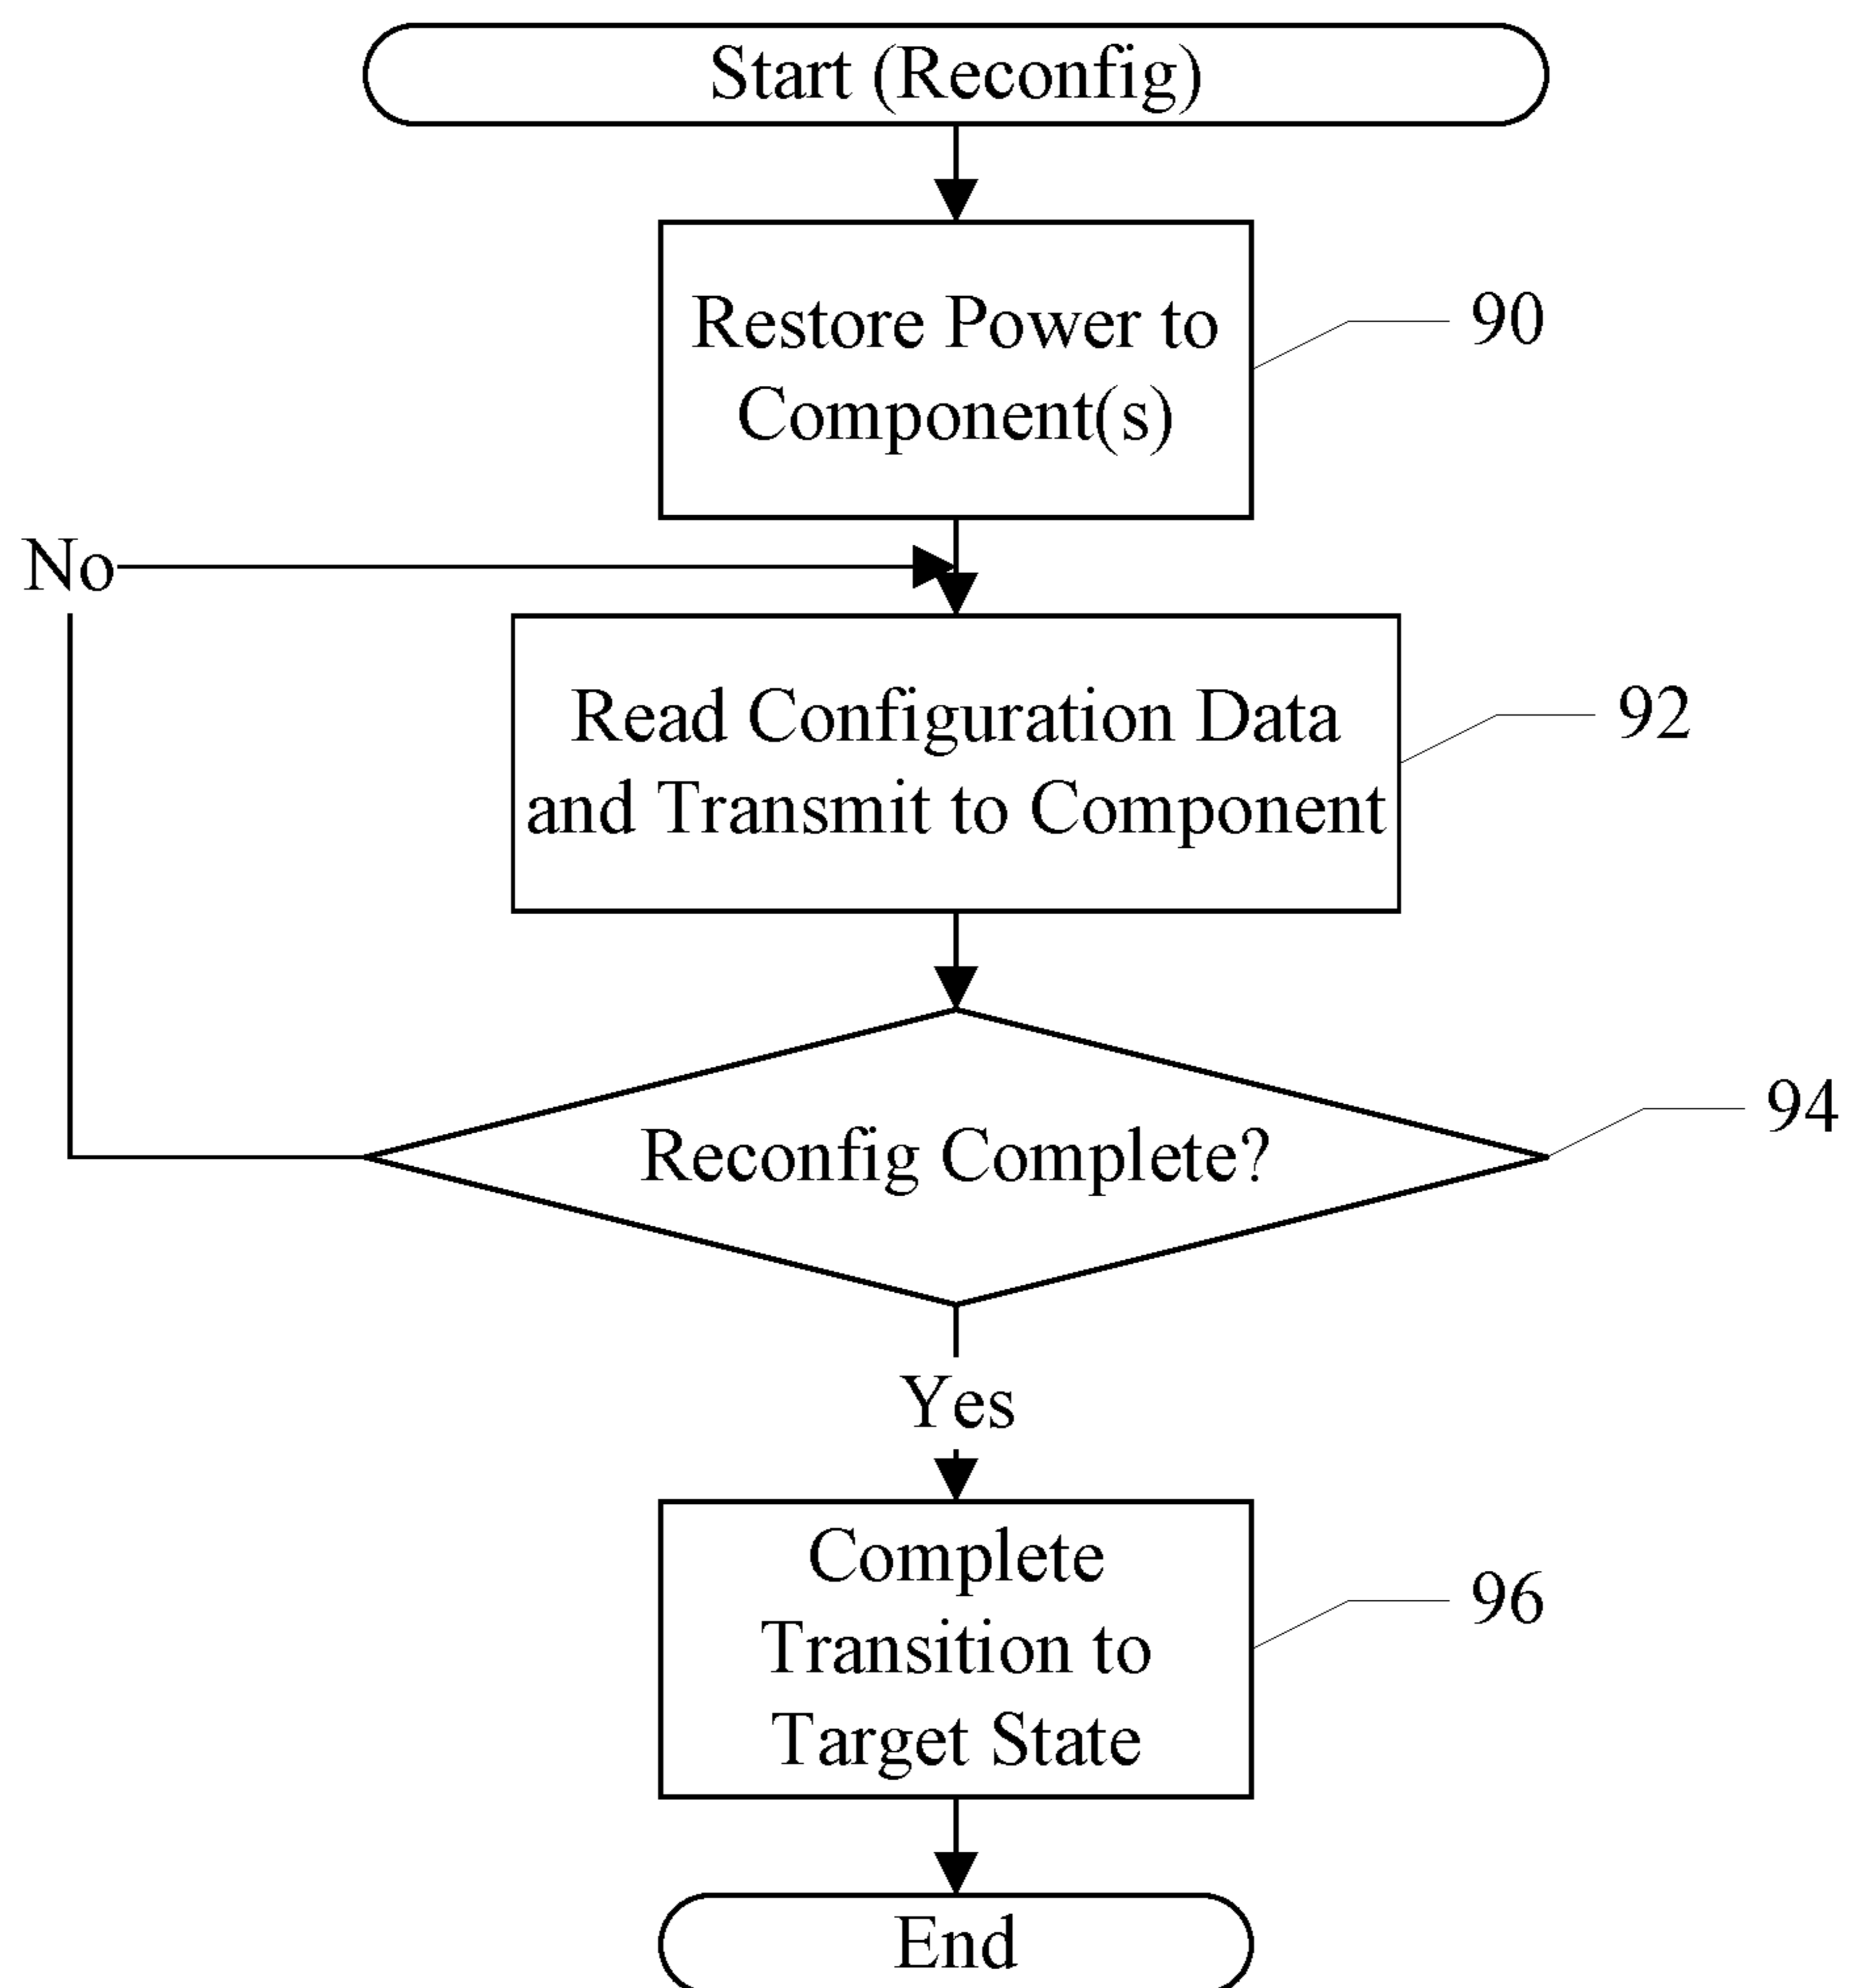 Start (Reconfig)
Restore Power to
Component(s)
90
No
Read Configuration Data
and Transmit to Component
92
Reconfig Complete?
94
Yes
Complete
Transition to
Target State
96
End